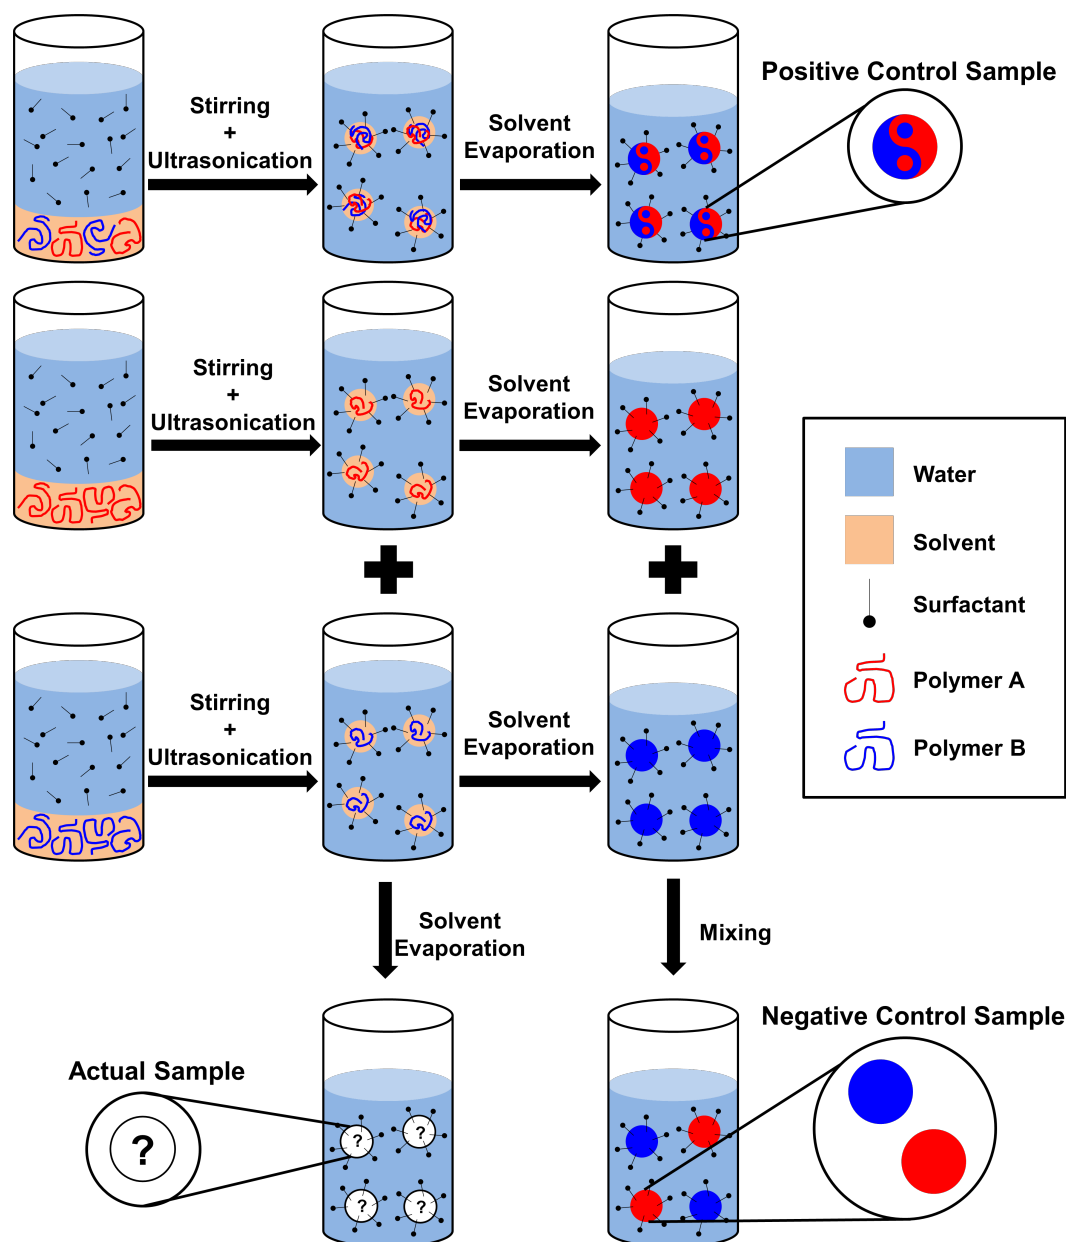 Positive Control Sample
Stirring
+
Ultrasonication
Solvent
Evaporation
Stirring
+
Ultrasonication
Solvent
Evaporation
Water
Solvent
Surfactant
Polymer A
Polymer B
Stirring
+
Ultrasonication
Solvent
Evaporation
Solvent
Evaporation
Mixing
Negative Control Sample
Actual Sample
?
?
?
?
?